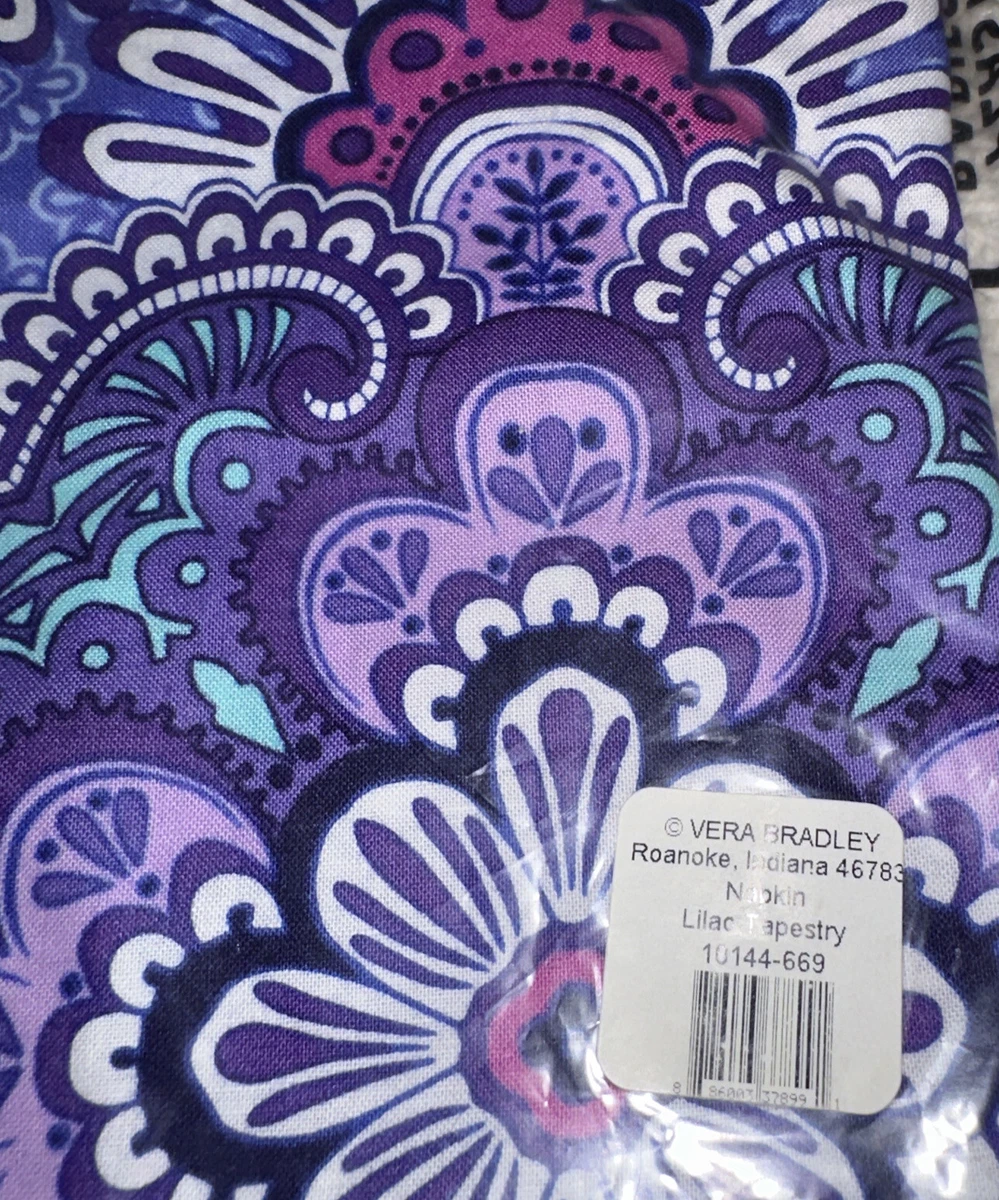 © VERA BRADLEY
Roanoke, Indiana 46783
Napkin
Lilac Tapestry
10144-669
8 86003 37899 1